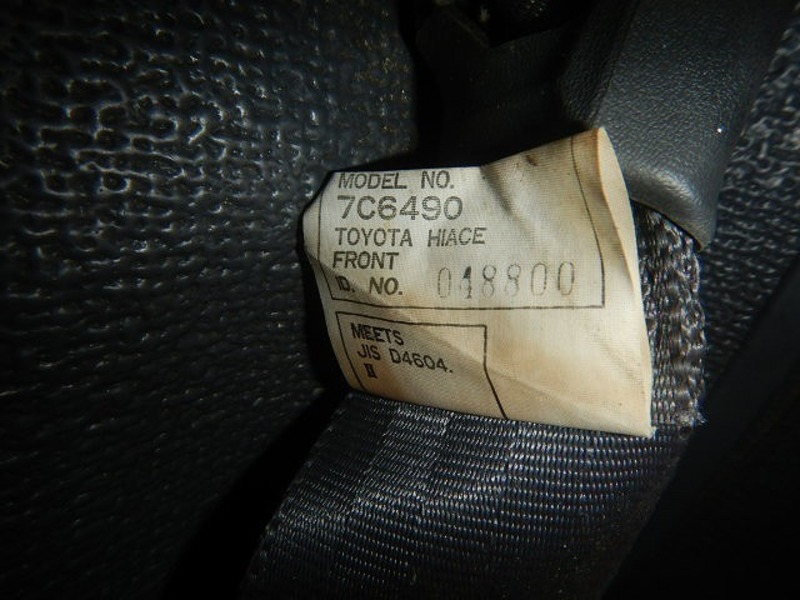 MODEL NO.
7C6490
TOYOTA HIACE
FRONT
ID. NO. 048800
MEETS
JIS D4604.
II